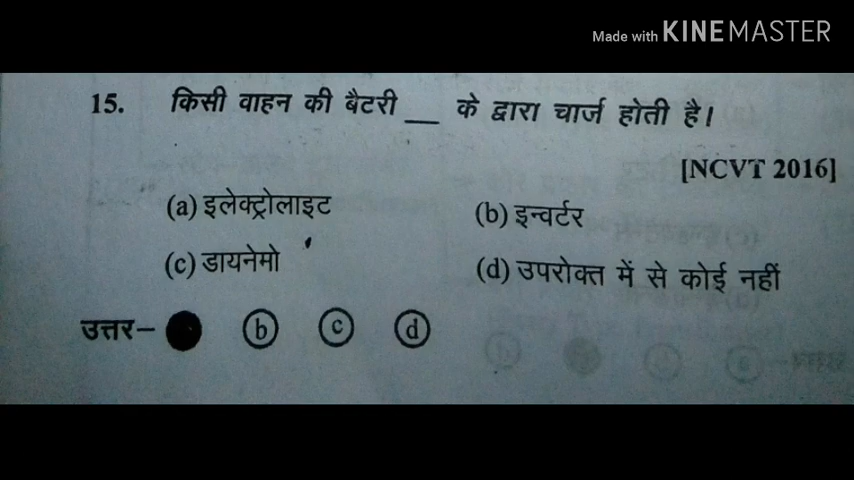 Made with KINEMASTER
15. किसी वाहन की बैटरी __ के द्वारा चार्ज होती है।
[NCVT 2016]
(a) इलेक्ट्रोलाइट (b) इन्वर्टर
(c) डायनेमो (d) उपरोक्त में से कोई नहीं
उत्तर– b c d